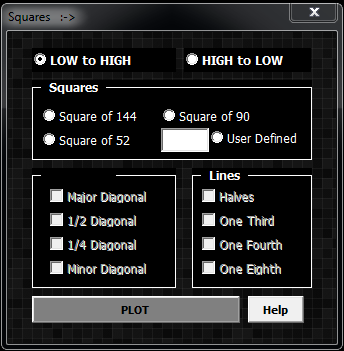 Squares :->
LOW to HIGH HIGH to LOW
Squares
Square of 144 Square of 90
Square of 52 User Defined
Lines
Major Diagonal Halves
1/2 Diagonal One Third
1/4 Diagonal One Fourth
Minor Diagonal One Eighth
PLOT Help